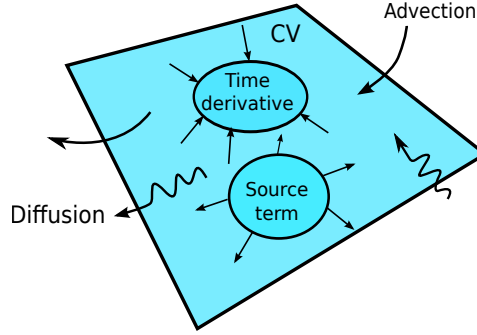 Advection
CV
Time
derivative
Diffusion
Source
term